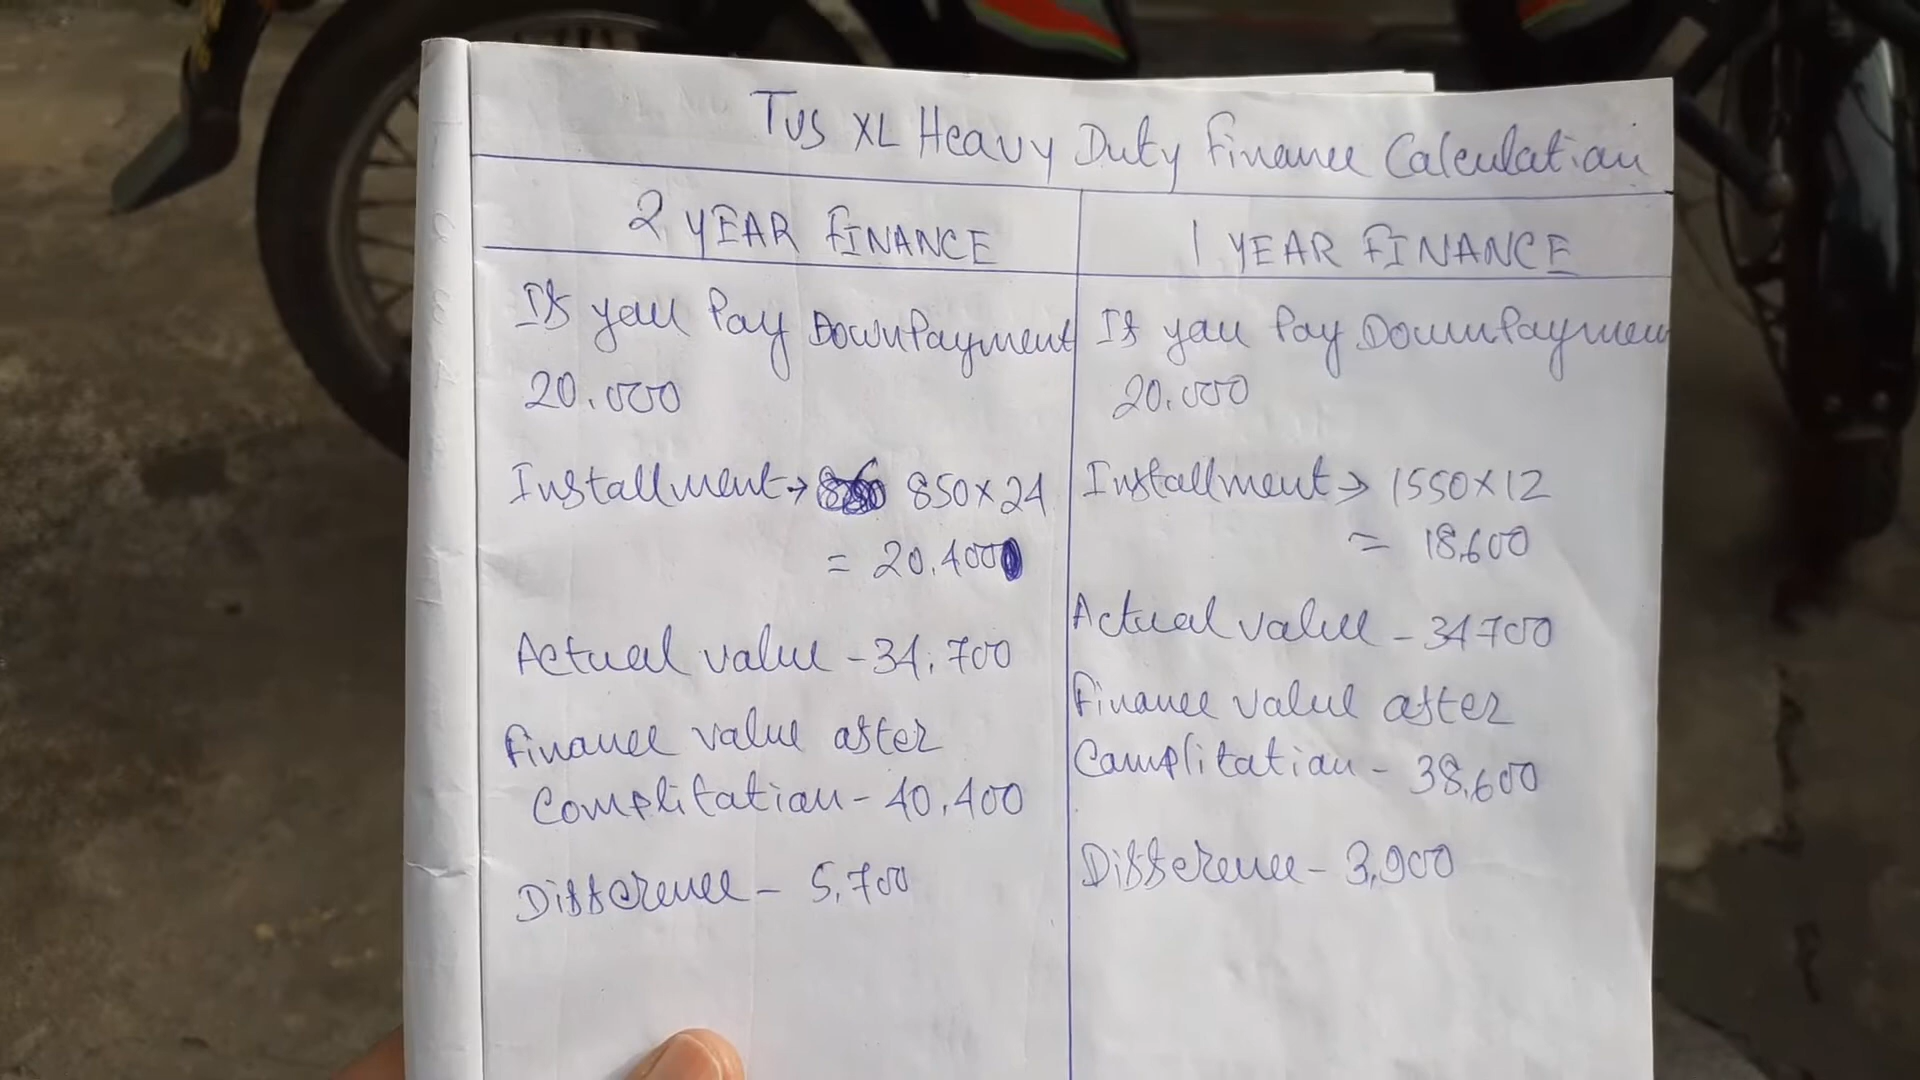 TVS XL Heavy Duty Finance Calculation
2 YEAR FINANCE
If you Pay DownPayment
20,000
Installment → 850×24
= 20,400
Actual value - 34,700
Finance value after
Complitation - 40,400
Difference - 5,700
1 YEAR FINANCE
If you Pay DownPaymen
20,000
Installment → 1550×12
= 18,600
Actual value - 34700
Finance value after
Complitation - 38,600
Difference - 3,900